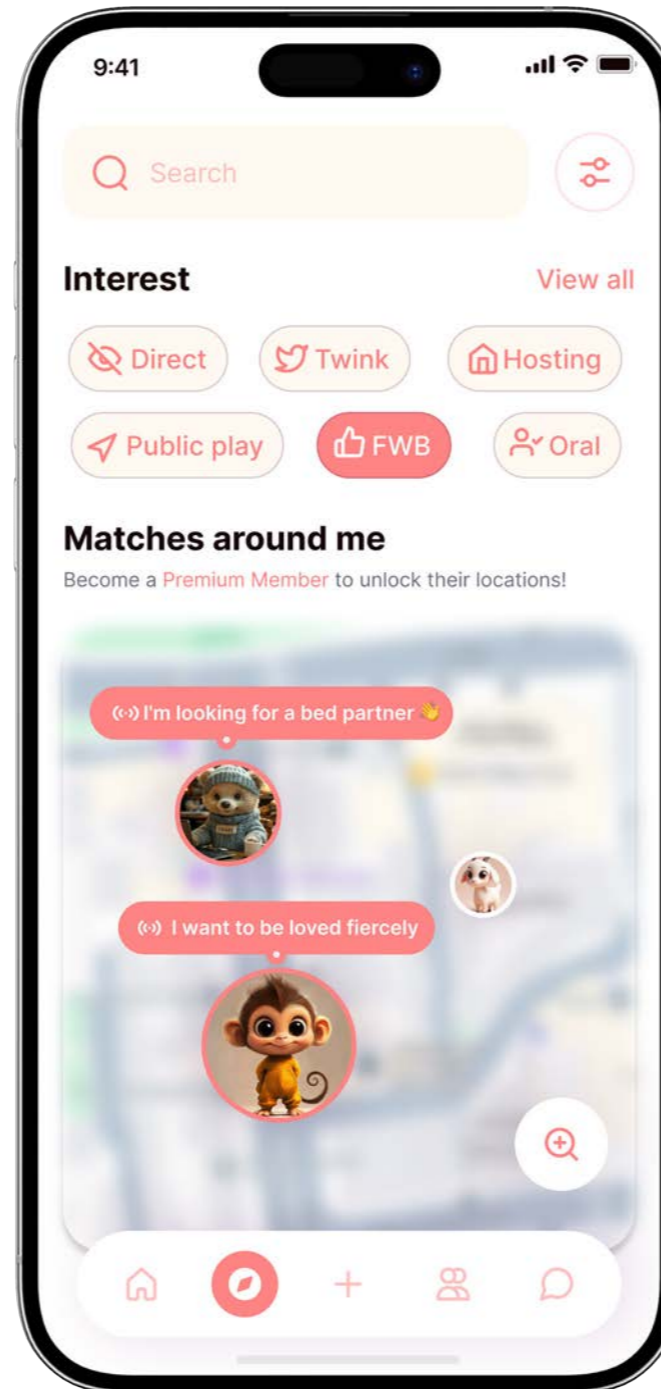 9:41
Search
Interest
View all
Direct
Twink
Hosting
Public play
FWB
Oral
Matches around me
Become a Premium Member to unlock their locations!
I'm looking for a bed partner 👏
I want to be loved fiercely